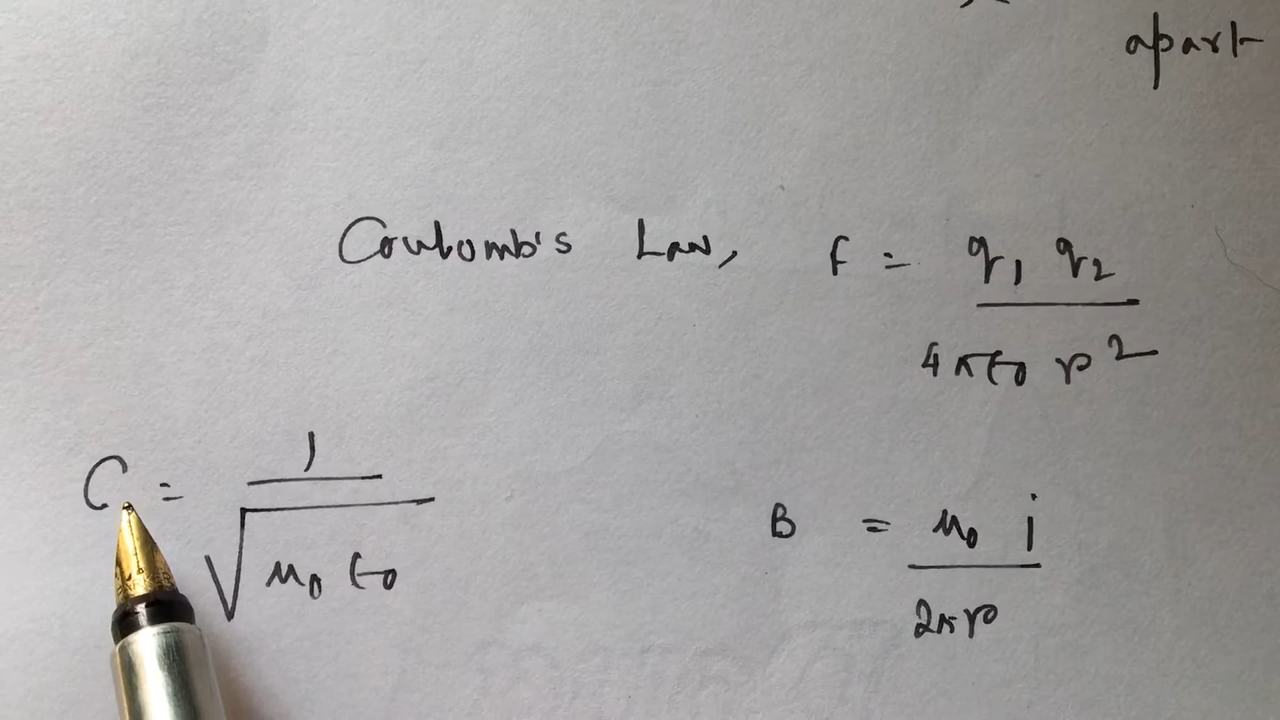 apart
Coulomb's Law, F = q₁ q₂ / 4πϵ₀ r²
C = 1 / √μ₀ ϵ₀
B = μ₀ i / 2πr